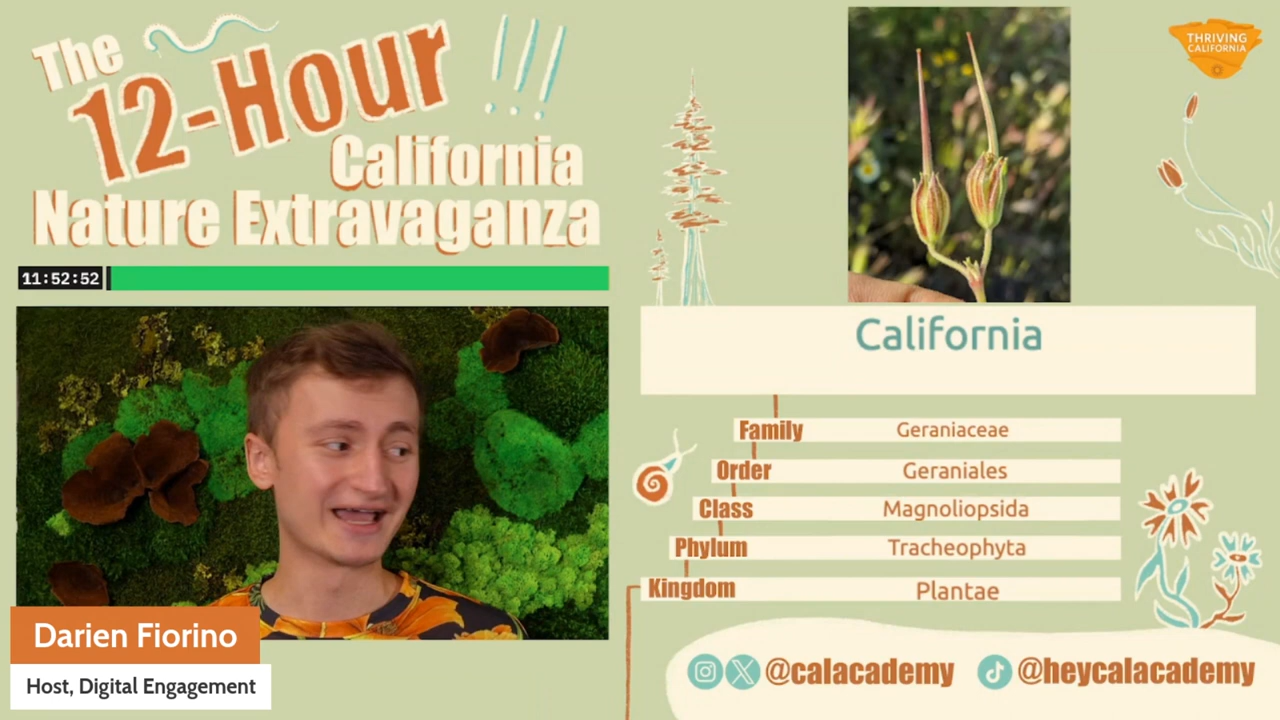 The
12-Hour
!!!
California
Nature Extravaganza
11:52:52
Darien Fiorino
Host, Digital Engagement
THRIVING
CALIFORNIA
California
Family Geraniaceae
Order Geraniales
Class Magnoliopsida
Phylum Tracheophyta
Kingdom Plantae
@calacademy @heycalacademy